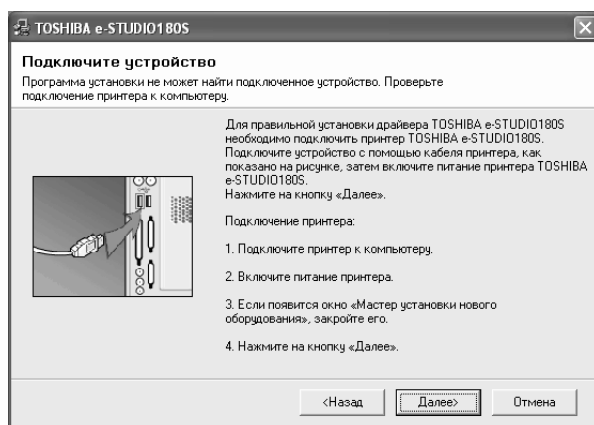 TOSHIBA e-STUDIO180S
Подключите устройство
Программа установки не может найти подключенное устройство. Проверьте
подключение принтера к компьютеру.
Для правильной установки драйвера TOSHIBA e-STUDIO180S
необходимо подключить принтер TOSHIBA e-STUDIO180S.
Подключите устройство с помощью кабеля принтера, как
показано на рисунке, затем включите питание принтера TOSHIBA
e-STUDIO180S.
Нажмите на кнопку «Далее».
Подключение принтера:
1. Подключите принтер к компьютеру.
2. Включите питание принтера.
3. Если появится окно «Мастер установки нового
оборудования», закройте его.
4. Нажмите на кнопку «Далее».
<Назад
Далее>
Отмена